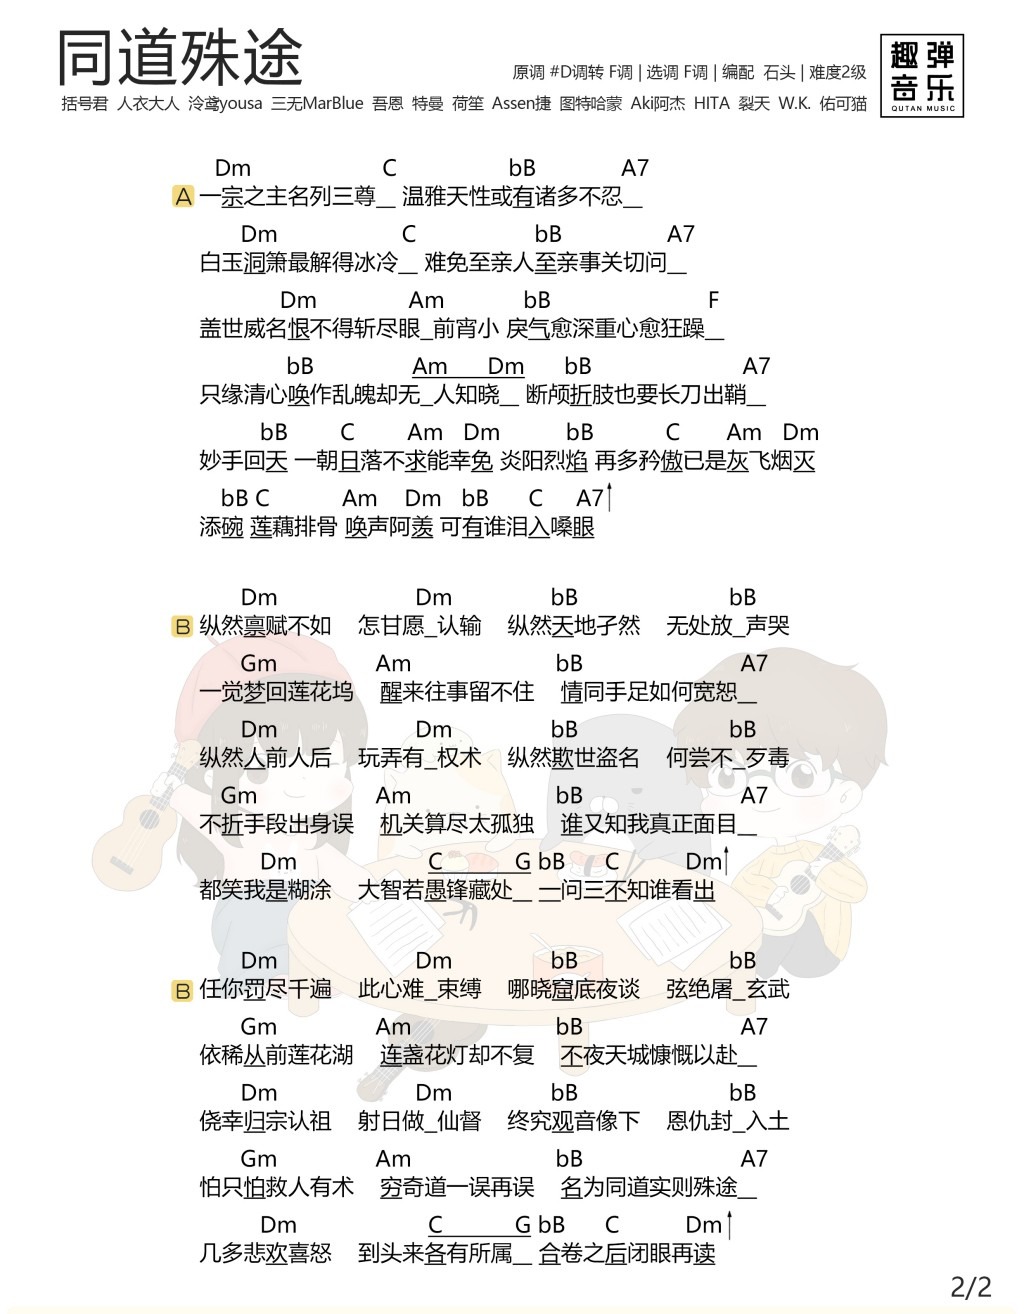 同道殊途
原调 #D调转 F调 | 选调 F调 | 编配 石头 | 难度2级
括号君 人衣大人 泠鸢yousa 三无MarBlue 吾恩 特曼 荷笙 Assen捷 图特哈蒙 Aki阿杰 HITA 裂天 W.K. 佑可猫
趣弹
音乐
QUTAN MUSIC
Dm C bB A7
A 一宗之主名列三尊__ 温雅天性或有诸多不忍__
Dm C bB A7
白玉洞箫最解得冰冷__ 难免至亲人至亲事关切问__
Dm Am bB F
盖世威名恨不得斩尽眼_前宵小 戾气愈深重心愈狂躁__
bB Am Dm bB A7
只缘清心唤作乱魄却无_人知晓__ 断颅折肢也要长刀出鞘__
bB C Am Dm bB C Am Dm
妙手回天 一朝日落不求能幸免 炎阳烈焰 再多矜傲已是灰飞烟灭
bB C Am Dm bB C A7↑
添碗 莲藕排骨 唤声阿羡 可有谁泪入嗓眼
Dm Dm bB bB
B 纵然禀赋不如 怎甘愿_认输 纵然天地孑然 无处放_声哭
Gm Am bB A7
一觉梦回莲花坞 醒来往事留不住 情同手足如何宽恕__
Dm Dm bB bB
纵然人前人后 玩弄有_权术 纵然欺世盗名 何尝不_歹毒
Gm Am bB A7
不折手段出身误 机关算尽太孤独 谁又知我真正面目__
Dm C G bB C Dm↑
都笑我是糊涂 大智若愚锋藏处__ 一问三不知谁看出
Dm Dm bB bB
B 任你罚尽千遍 此心难_束缚 哪晓窟底夜谈 弦绝屠_玄武
Gm Am bB A7
依稀丛前莲花湖 连盏花灯却不复 不夜天城慷慨以赴__
Dm Dm bB bB
侥幸归宗认祖 射日做_仙督 终究观音像下 恩仇封_入土
Gm Am bB A7
怕只怕救人有术 穷奇道一误再误 名为同道实则殊途__
Dm C G bB C Dm↑
几多悲欢喜怒 到头来各有所属__ 合卷之后闭眼再读
2/2